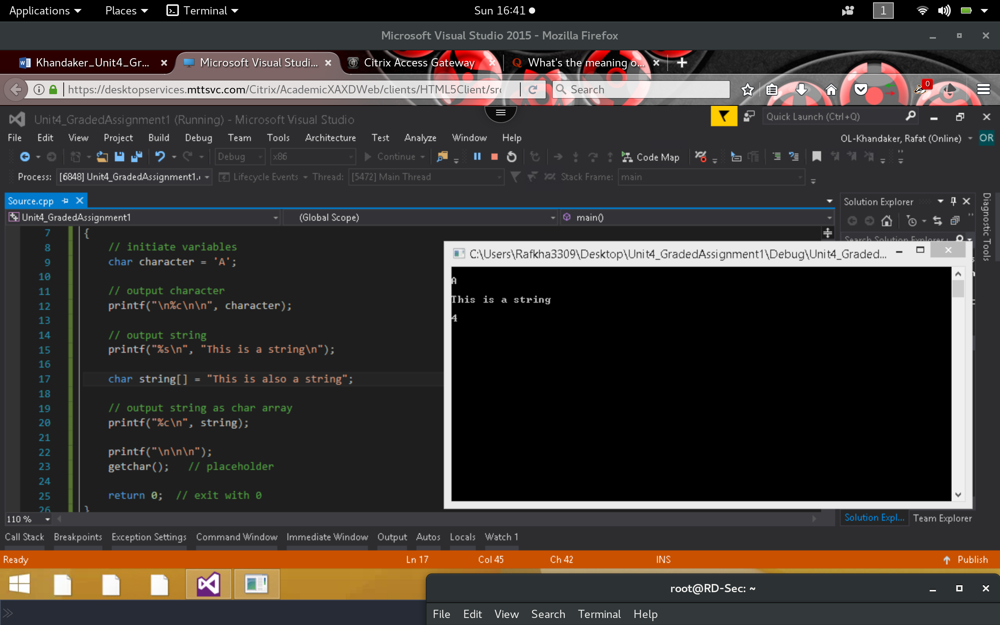 Applications Places Terminal Sun 16:41 1
Microsoft Visual Studio 2015 - Mozilla Firefox
Khandaker_Unit4_Gr... Microsoft Visual Studi... Citrix Access Gateway What's the meaning o...
https://desktopservices.mttsvc.com/Citrix/AcademicXAXDWeb/clients/HTML5Client/src Search 0
Unit4_GradedAssignment1 (Running) - Microsoft Visual Studio Quick Launch (Ctrl+Q)
File Edit View Project Build Debug Team Tools Architecture Test Analyze Window Help OL-Khandaker, Rafat (Online) OR
Debug x86 Continue Code Map
Process: [6848] Unit4_GradedAssignment1. Lifecycle Events Thread: [5472] Main Thread Stack Frame: main
Source.cpp Solution Explorer
Diagnostic Tools
Unit4_GradedAssignment1 (Global Scope) main()
Search Solution Explorer
7 {
8 // initiate variables
9 char character = 'A';
10
11 // output character
12 printf("\n%c\n\n", character);
13
14 // output string
15 printf("%s\n", "This is a string\n");
16
17 char string[] = "This is also a string";
18
19 // output string as char array
20 printf("%c\n", string);
21
22 printf("\n\n\n");
23 getchar(); // placeholder
24
25 return 0; // exit with 0
26 }
C:\Users\Rafkha3309\Desktop\Unit4_GradedAssignment1\Debug\Unit4_Graded...
A
This is a string
4
110 % Solution Expl... Team Explorer
Call Stack Breakpoints Exception Settings Command Window Immediate Window Output Autos Locals Watch 1
Ready Ln 17 Col 45 Ch 42 INS Publish
root@RD-Sec: ~
File Edit View Search Terminal Help